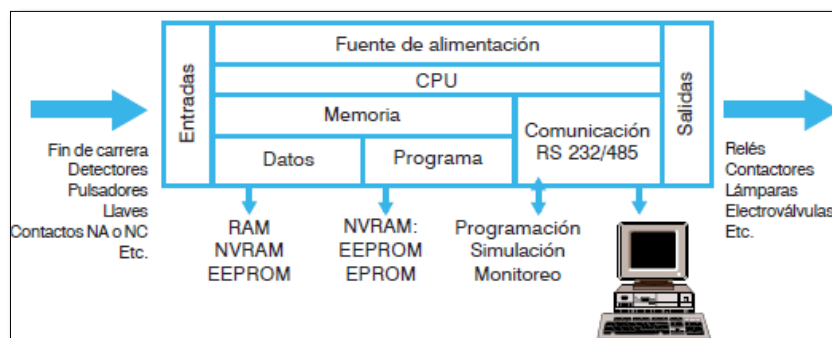 Entradas
Fuente de alimentación
CPU
Memoria
Datos
Programa
Comunicación
RS 232/485
Salidas
Fin de carrera
Detectores
Pulsadores
Llaves
Contactos NA o NC
Etc.
RAM
NVRAM
EEPROM
NVRAM:
EEPROM
EPROM
Programación
Simulación
Monitoreo
Relés
Contactores
Lámparas
Electroválvulas
Etc.